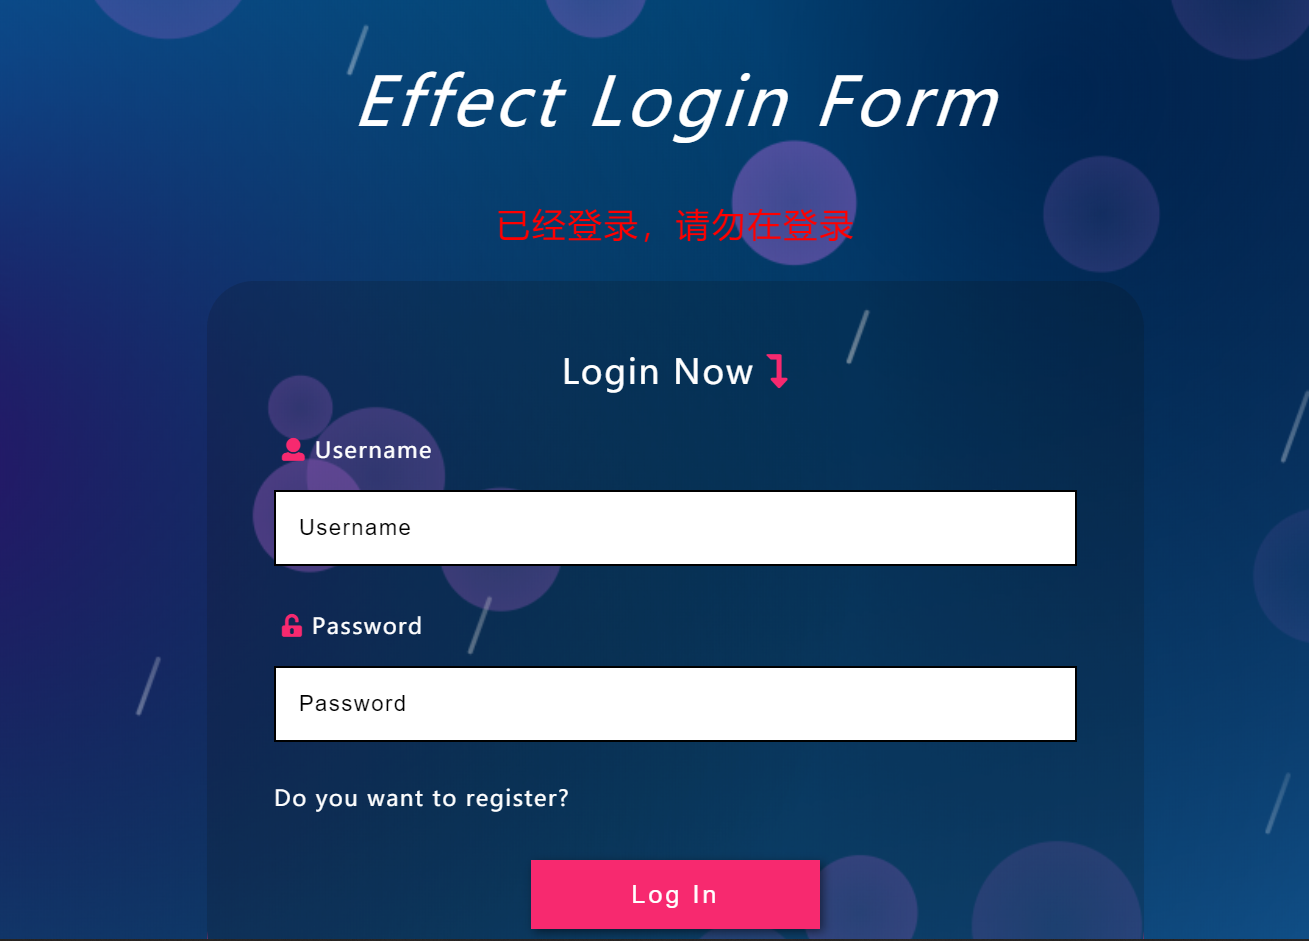 Effect Login Form
已经登录，请勿在登录
Login Now
Username
Username
Password
Password
Do you want to register?
Log In